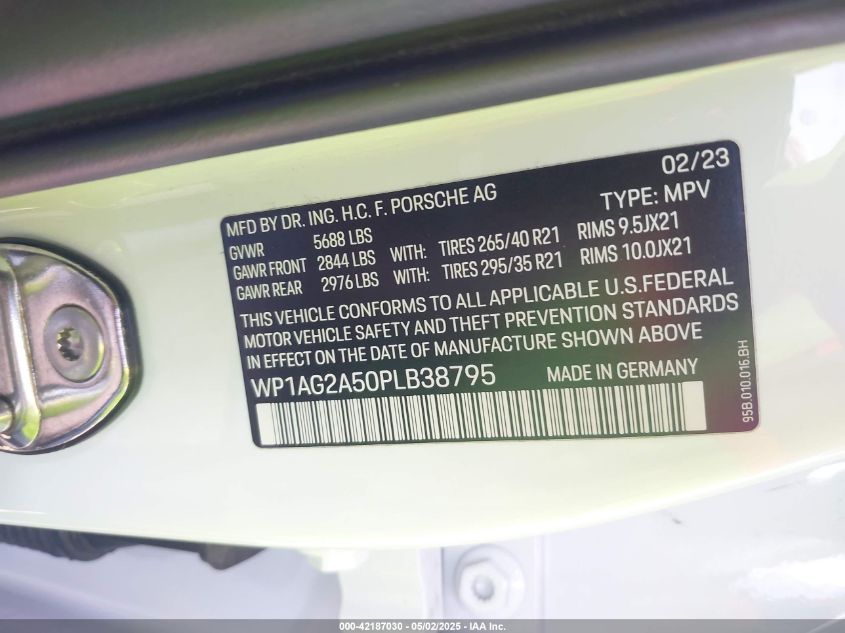 02/23
MFD BY DR. ING. H.C. F. PORSCHE AG TYPE: MPV
GVWR 5688 LBS
GAWR FRONT 2844 LBS WITH: TIRES 265/40 R21 RIMS 9.5JX21
GAWR REAR 2976 LBS WITH: TIRES 295/35 R21 RIMS 10.0JX21
THIS VEHICLE CONFORMS TO ALL APPLICABLE U.S.FEDERAL
MOTOR VEHICLE SAFETY AND THEFT PREVENTION STANDARDS
IN EFFECT ON THE DATE OF MANUFACTURE SHOWN ABOVE
WP1AG2A50PLB38795 MADE IN GERMANY
95B.010.016.BH
000-42187030 - 05/02/2025 - IAA Inc.